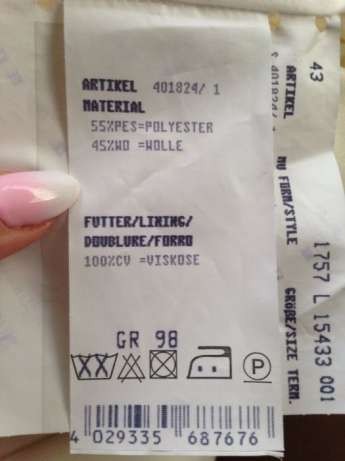 ARTIKEL 401824/ 1
MATERIAL
55%PES=POLYESTER
45%WO =WOLLE
FUTTER/LINING/
DOUBLURE/FORRO
100%CV =VISKOSE
GR 98
P
4 029335 687676
43
ARTIKEL
MU FORM/STYLE
1757 L 15433 001
GRÖßE/SIZE TERM.